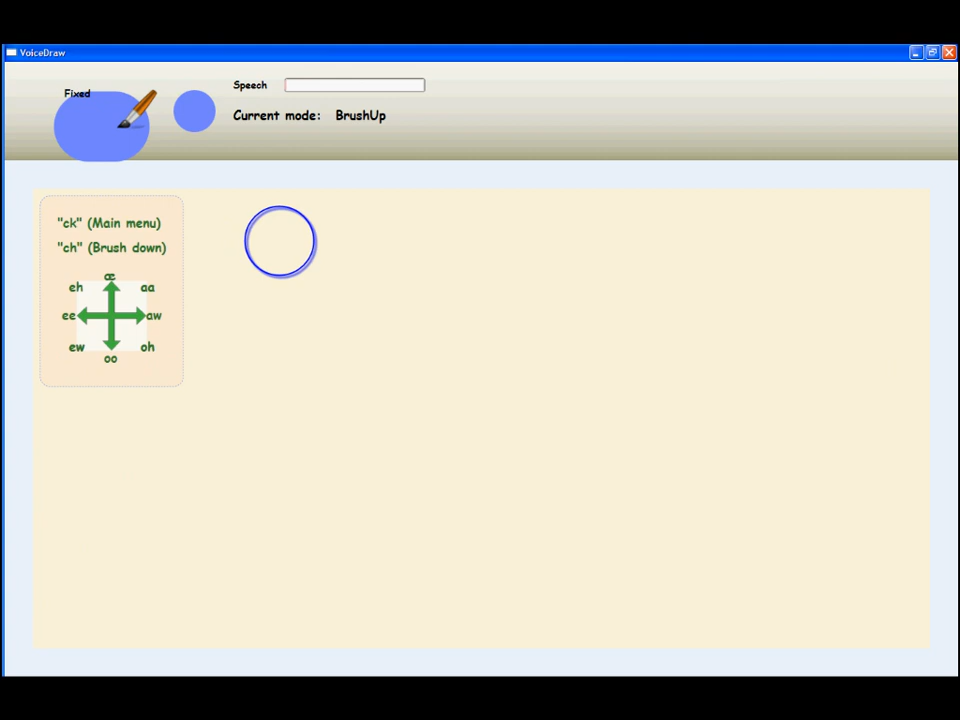 VoiceDraw
Fixed
Speech
Current mode: BrushUp
"ck" (Main menu)
"ch" (Brush down)
æ
eh aa
ee aw
ew oh
oo